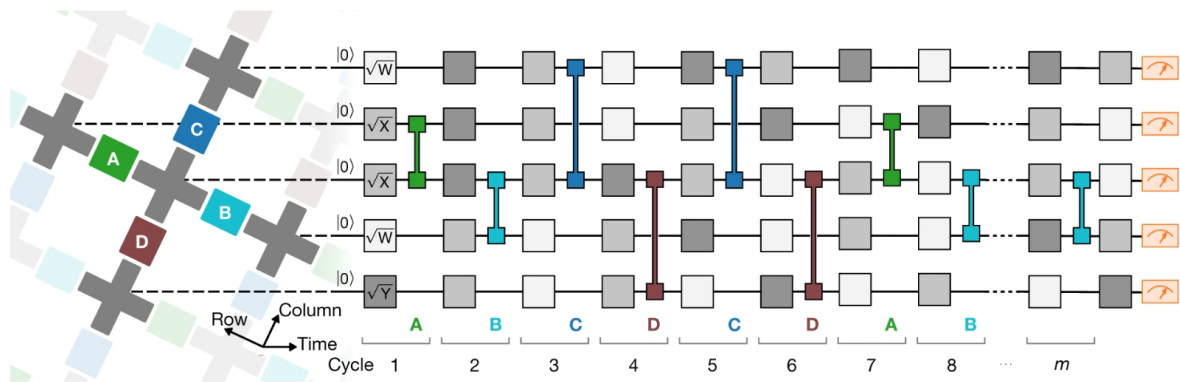 |0⟩ √W
|0⟩ √X
|0⟩ √X
|0⟩ √W
|0⟩ √Y
C
A
B
D
Column
Row
Time
A B C D C D A B
Cycle 1 2 3 4 5 6 7 8 ... m